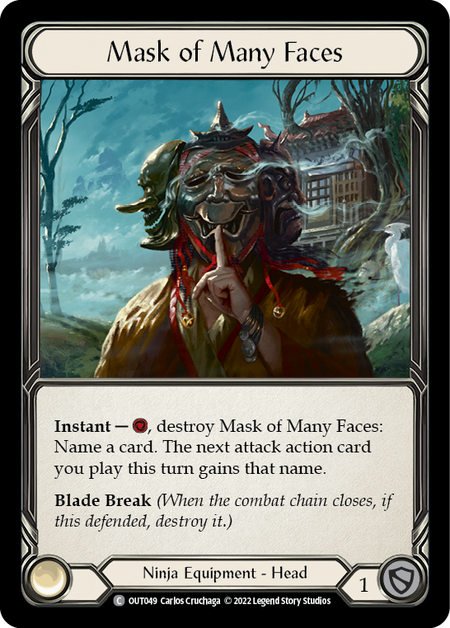 Mask of Many Faces
Instant — , destroy Mask of Many Faces:
Name a card. The next attack action card
you play this turn gains that name.
Blade Break (When the combat chain closes, if
this defended, destroy it.)
Ninja Equipment - Head
1
C OUT049 Carlos Cruchaga © 2022 Legend Story Studios